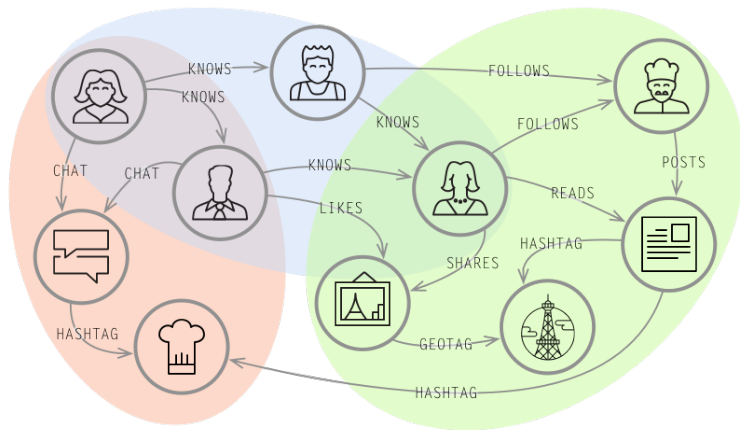 KNOWS
FOLLOWS
KNOWS
KNOWS
FOLLOWS
CHAT
CHAT
KNOWS
POSTS
LIKES
READS
HASHTAG
SHARES
HASHTAG
GEOTAG
HASHTAG